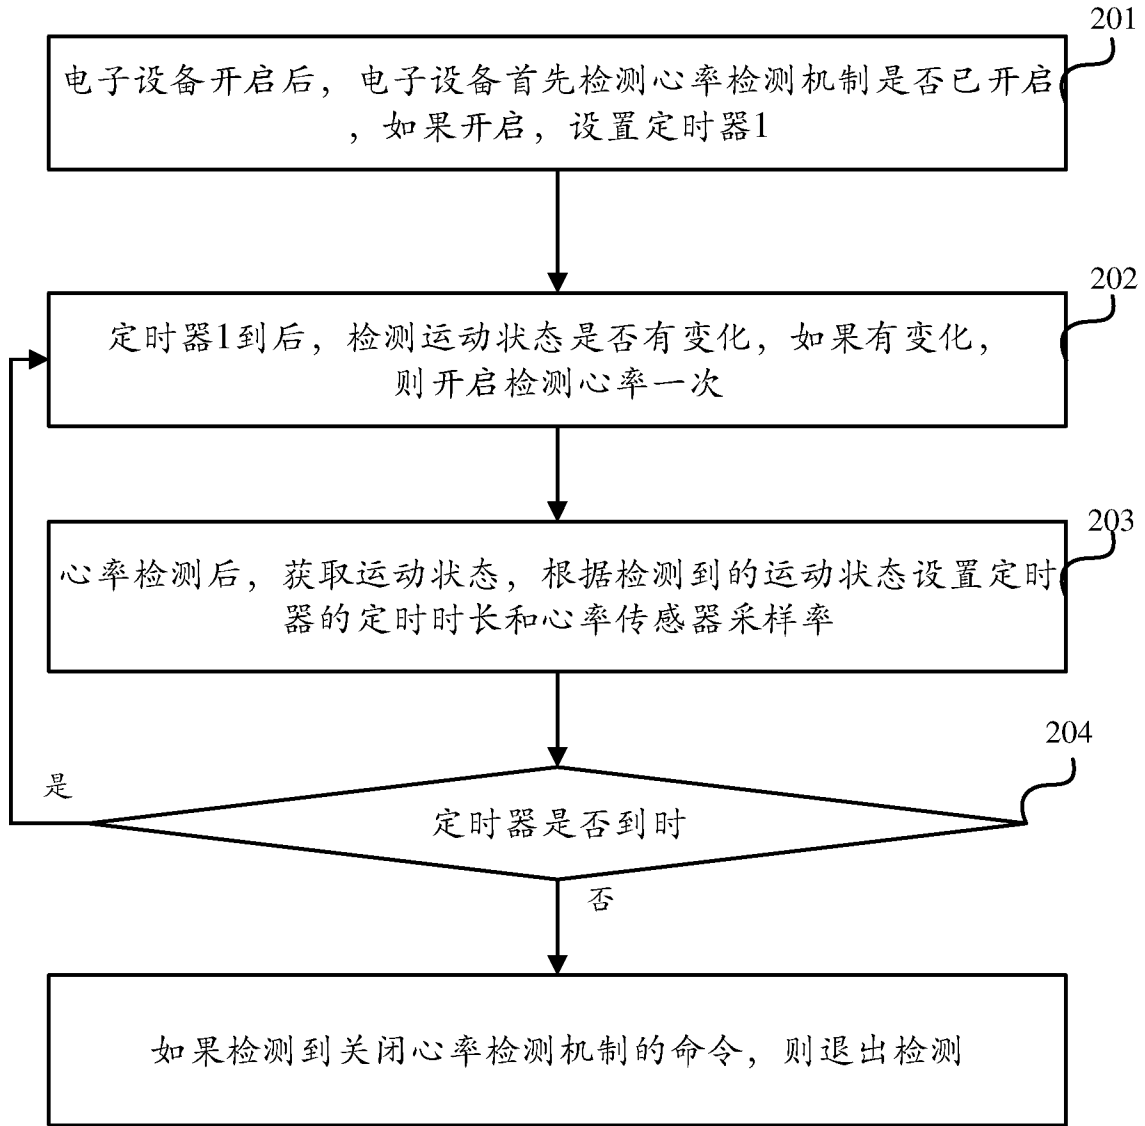 201
电子设备开启后，电子设备首先检测心率检测机制是否已开启
，如果开启，设置定时器1
202
定时器1到后，检测运动状态是否有变化，如果有变化，
则开启检测心率一次
203
心率检测后，获取运动状态，根据检测到的运动状态设置定时
器的定时时长和心率传感器采样率
204
是
定时器是否到时
否
如果检测到关闭心率检测机制的命令，则退出检测